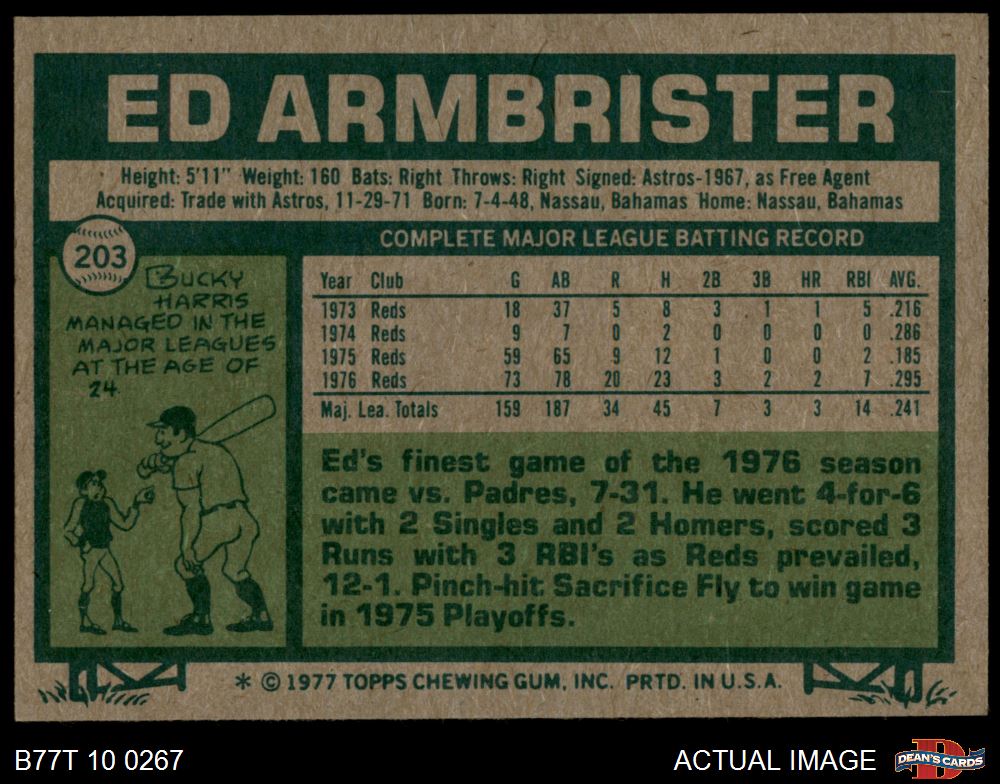 ED ARMBRISTER
Height: 5'11" Weight: 160 Bats: Right Throws: Right Signed: Astros-1967, as Free Agent
Acquired: Trade with Astros, 11-29-71 Born: 7-4-48, Nassau, Bahamas Home: Nassau, Bahamas
203
BUCKY
HARRIS
MANAGED IN THE
MAJOR LEAGUES
AT THE AGE OF
24.
COMPLETE MAJOR LEAGUE BATTING RECORD
Year Club G AB R H 2B 3B HR RBI AVG.
1973 Reds 18 37 5 8 3 1 1 5 .216
1974 Reds 9 7 0 2 0 0 0 0 .286
1975 Reds 59 65 9 12 1 0 0 2 .185
1976 Reds 73 78 20 23 3 2 2 7 .295
Maj. Lea. Totals 159 187 34 45 7 3 3 14 .241
Ed's finest game of the 1976 season
came vs. Padres, 7-31. He went 4-for-6
with 2 Singles and 2 Homers, scored 3
Runs with 3 RBI's as Reds prevailed,
12-1. Pinch-hit Sacrifice Fly to win game
in 1975 Playoffs.
* © 1977 TOPPS CHEWING GUM, INC. PRTD. IN U.S.A.
B77T 10 0267
ACTUAL IMAGE
DEAN'S CARDS